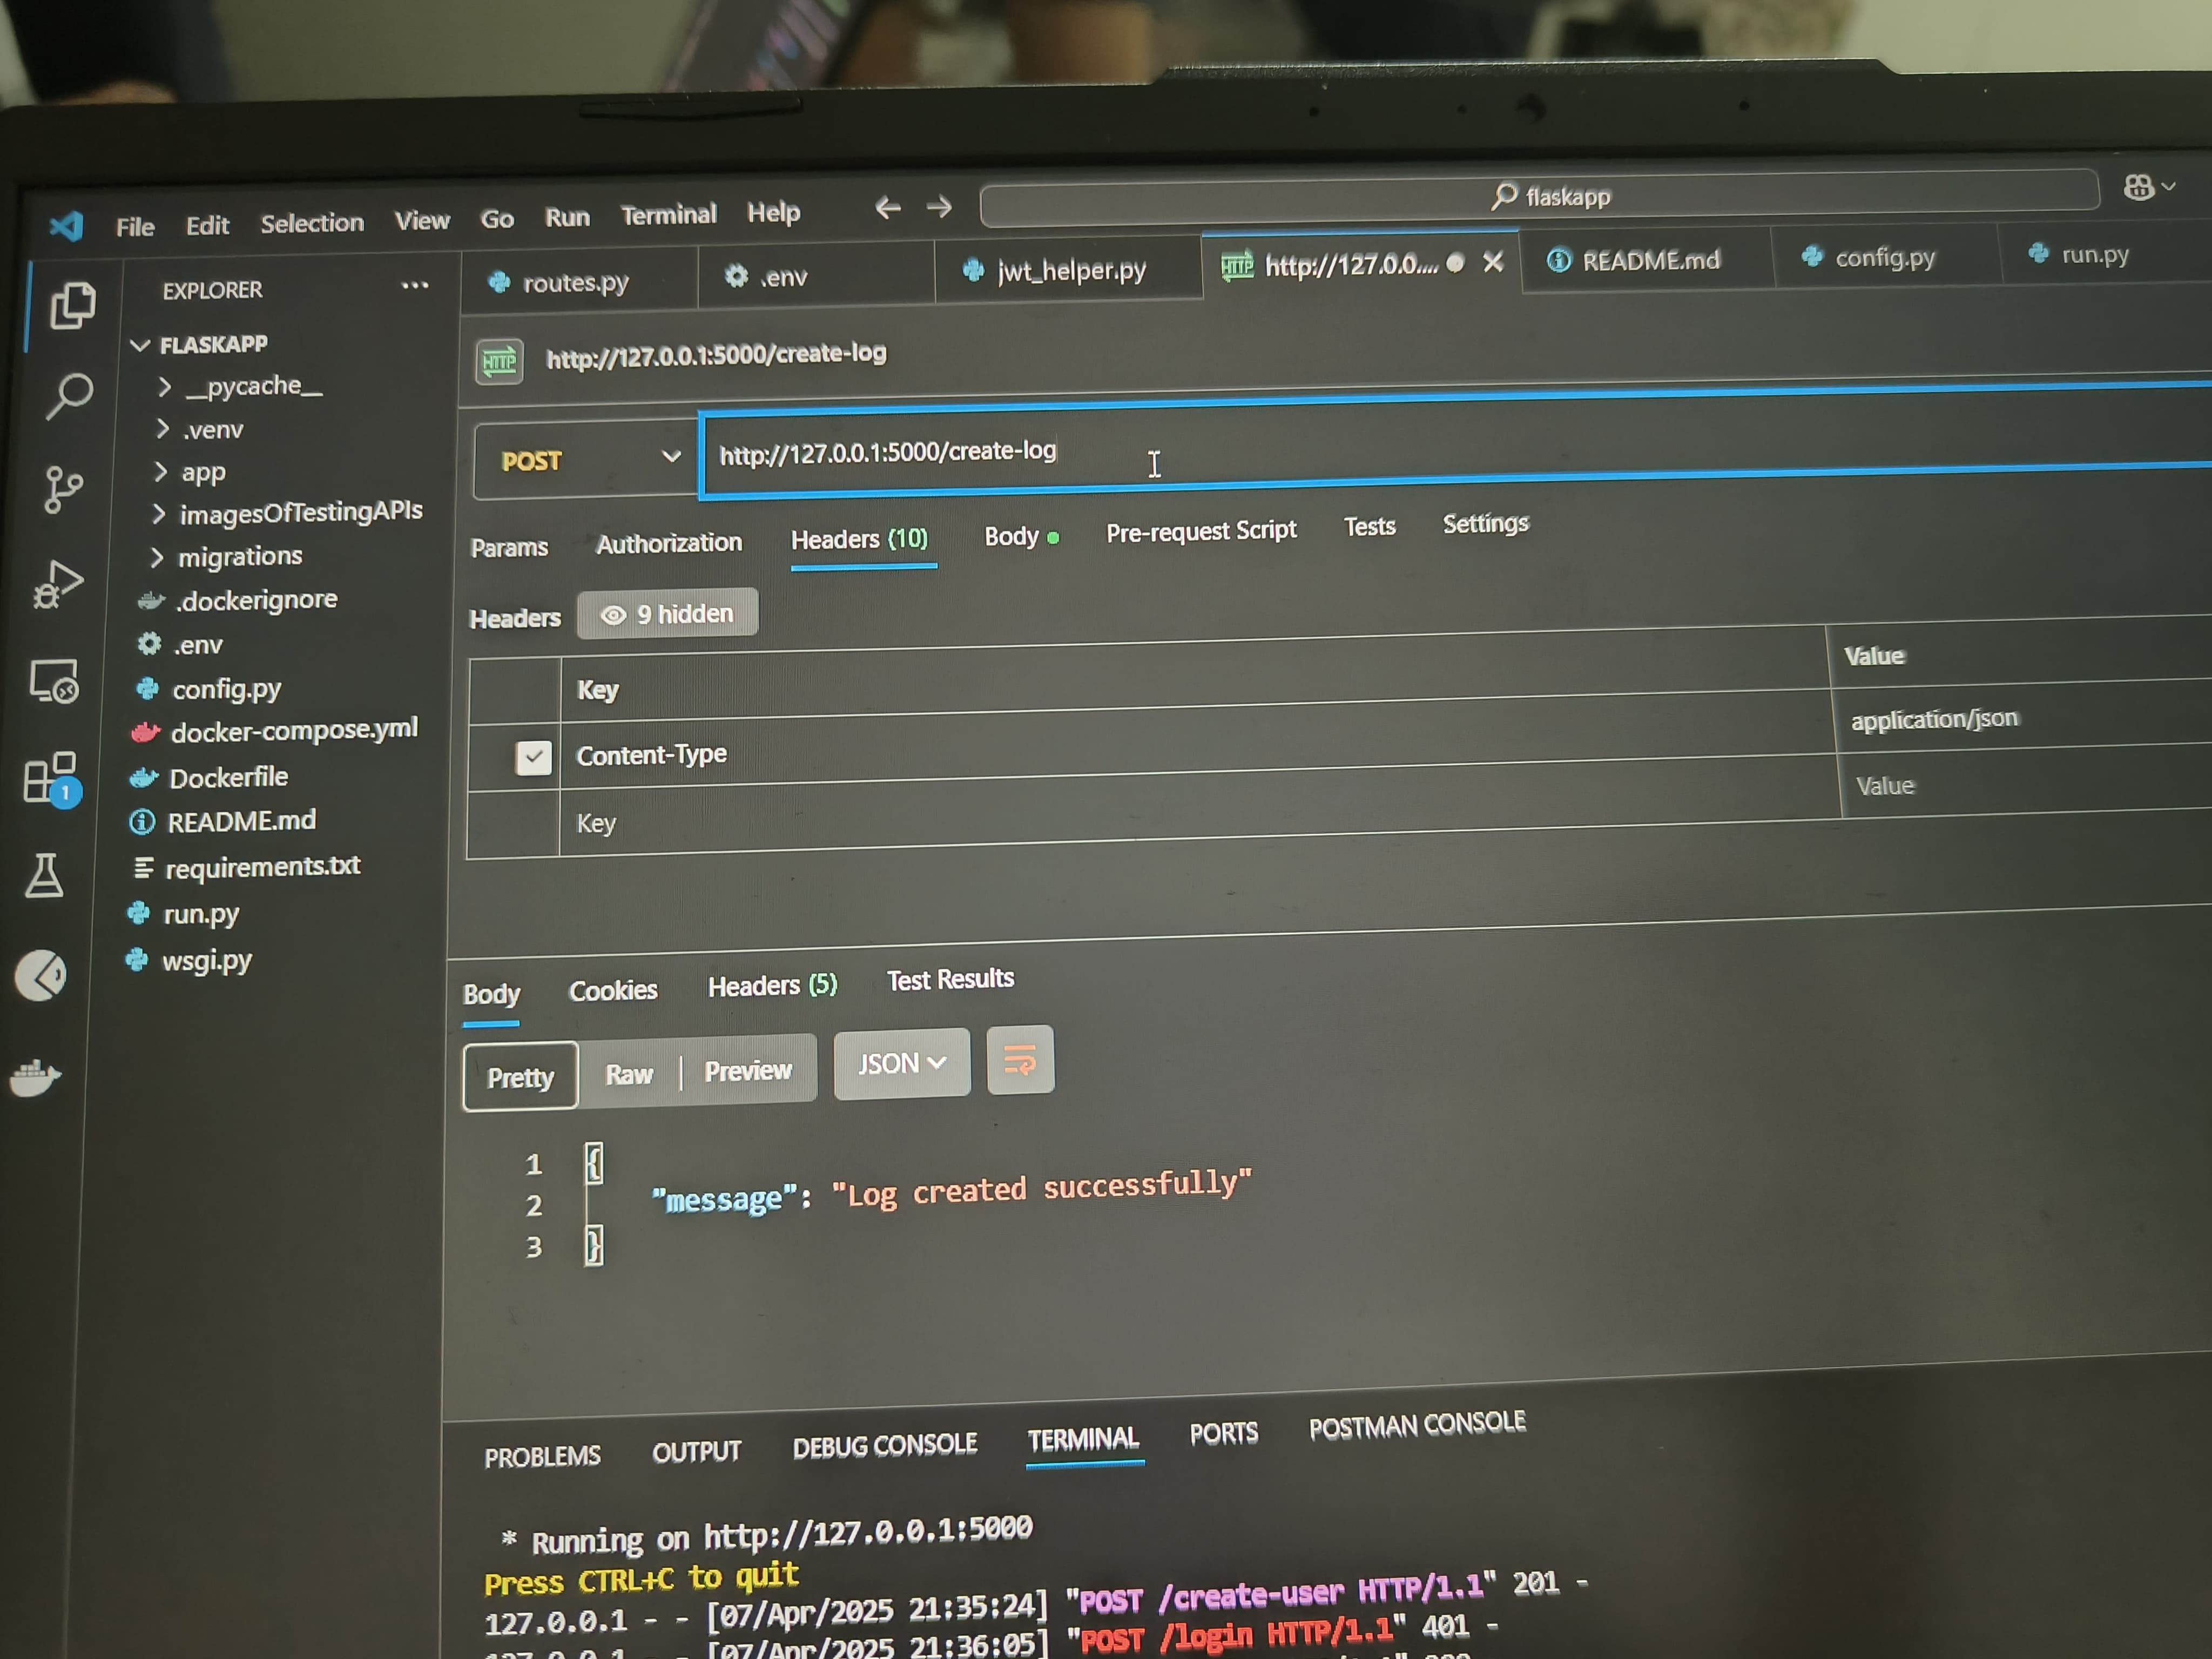 File Edit Selection View Go Run Terminal Help
flaskapp
EXPLORER
FLASKAPP
__pycache__
.venv
app
imagesOfTestingAPIs
migrations
.dockerignore
.env
config.py
docker-compose.yml
Dockerfile
README.md
requirements.txt
run.py
wsgi.py
1
routes.py .env jwt_helper.py HTTP http://127.0.0.... README.md config.py run.py
HTTP http://127.0.0.1:5000/create-log
POST http://127.0.0.1:5000/create-log
Params Authorization Headers (10) Body Pre-request Script Tests Settings
Headers 9 hidden
Key Value
Content-Type application/json
Key Value
Body Cookies Headers (5) Test Results
Pretty Raw Preview JSON
1 {
2 "message": "Log created successfully"
3 }
PROBLEMS OUTPUT DEBUG CONSOLE TERMINAL PORTS POSTMAN CONSOLE
* Running on http://127.0.0.1:5000
Press CTRL+C to quit
127.0.0.1 - - [07/Apr/2025 21:35:24] "POST /create-user HTTP/1.1" 201 -
127.0.0.1 - - [07/Apr/2025 21:36:05] "POST /login HTTP/1.1" 401 -